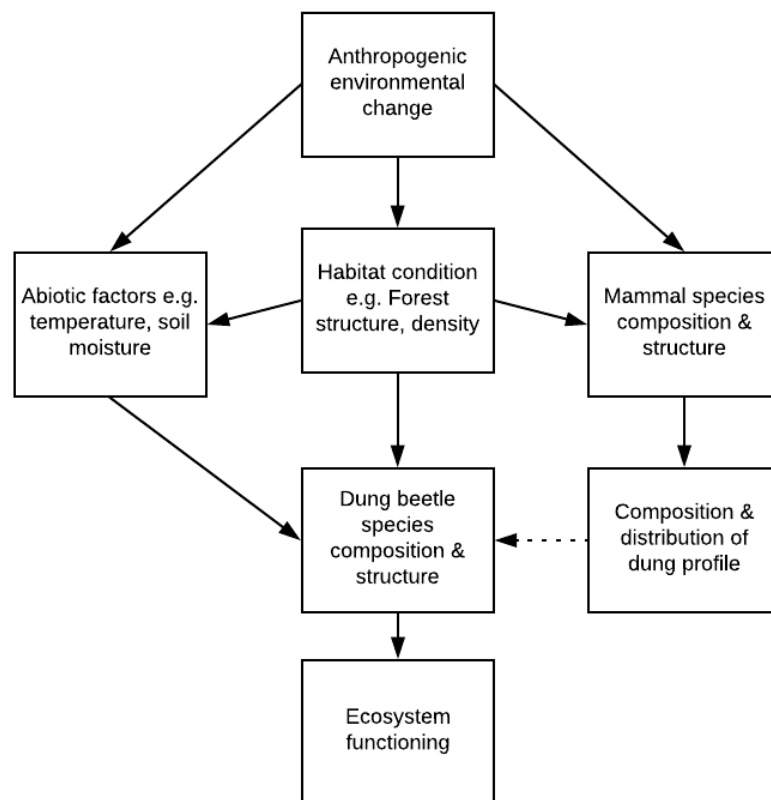 Anthropogenic
environmental
change
Abiotic factors e.g.
temperature, soil
moisture
Habitat condition
e.g. Forest
structure, density
Mammal species
composition &
structure
Dung beetle
species
composition &
structure
Composition &
distribution of
dung profile
Ecosystem
functioning